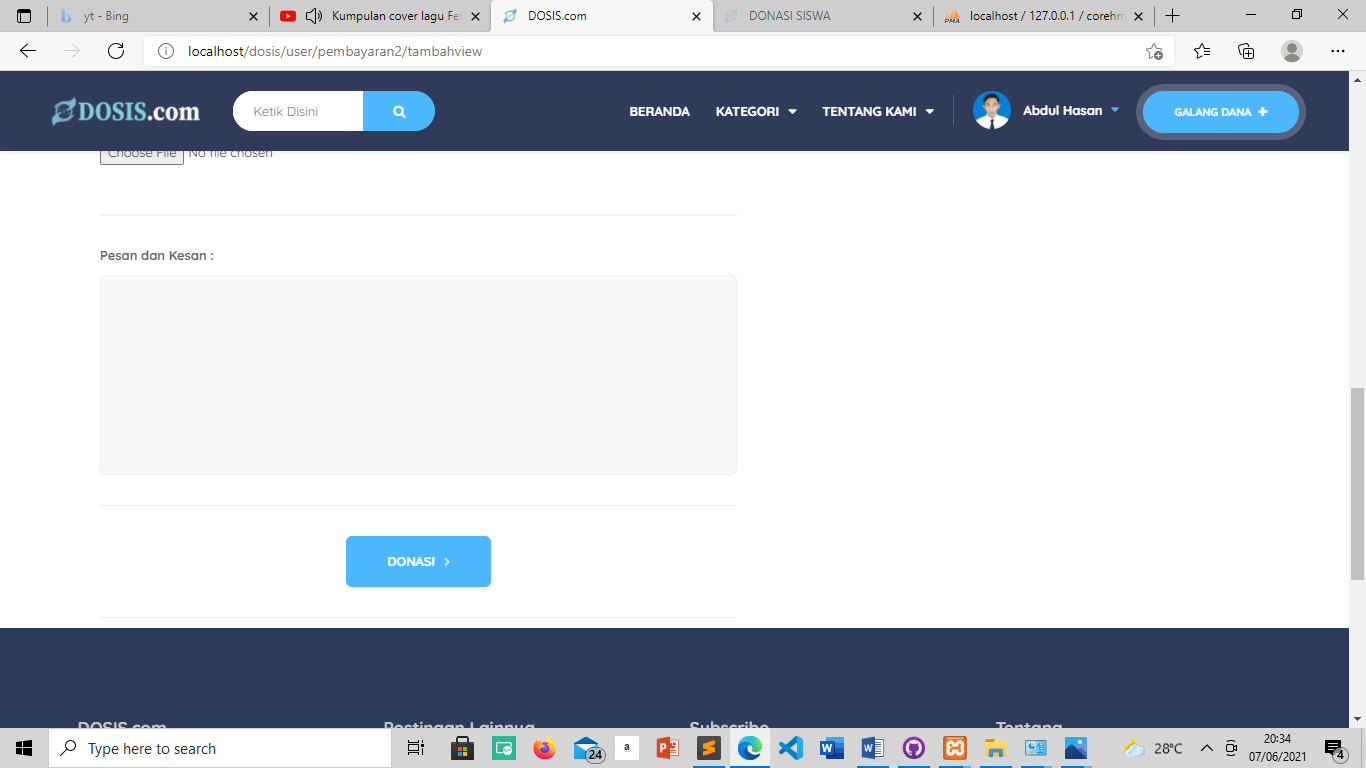 yt - Bing
Kumpulan cover lagu Fe
DOSIS.com
DONASI SISWA
localhost / 127.0.0.1 / corehm
PMA
localhost/dosis/user/pembayaran2/tambahview
DOSIS.com
Ketik Disini
BERANDA
KATEGORI
TENTANG KAMI
Abdul Hasan
GALANG DANA
Choose File No file chosen
Pesan dan Kesan :
DONASI
DOSIS.com
Postingan Lainnya
Subscribe
Tentang
Type here to search
24
a
28°C
20:34
07/06/2021
4